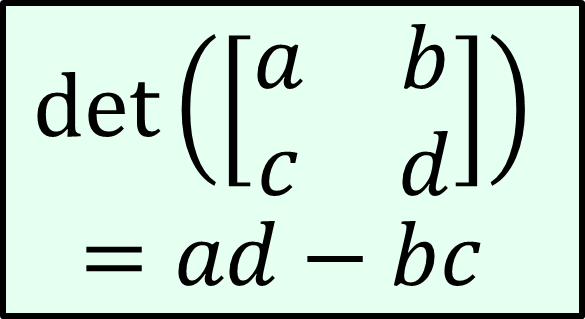 det([a b
c d])
= ad − bc